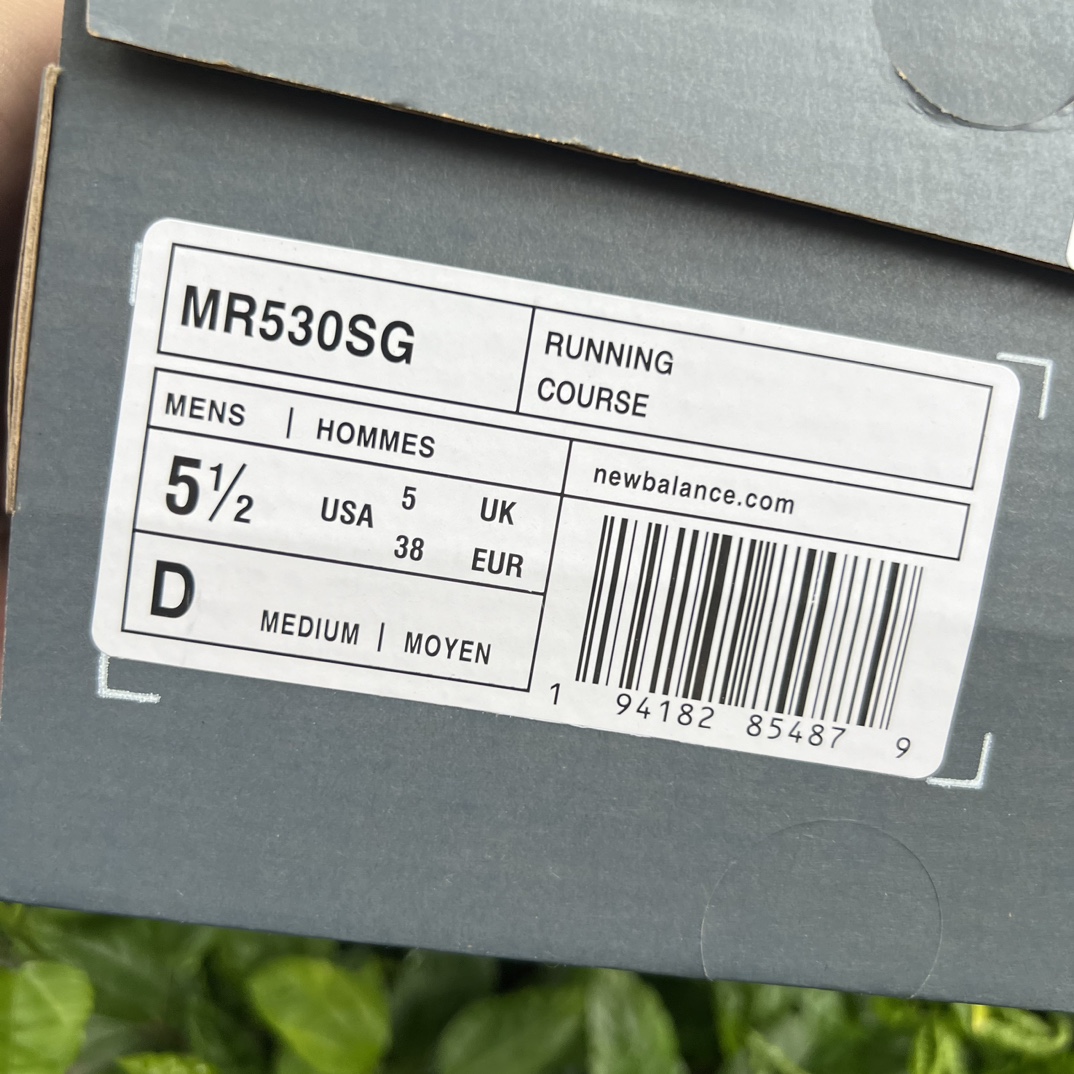 MR530SG
RUNNING
COURSE
MENS | HOMMES
5½ USA 5 UK
38 EUR
D MEDIUM | MOYEN
newbalance.com
1 94182 85487 9